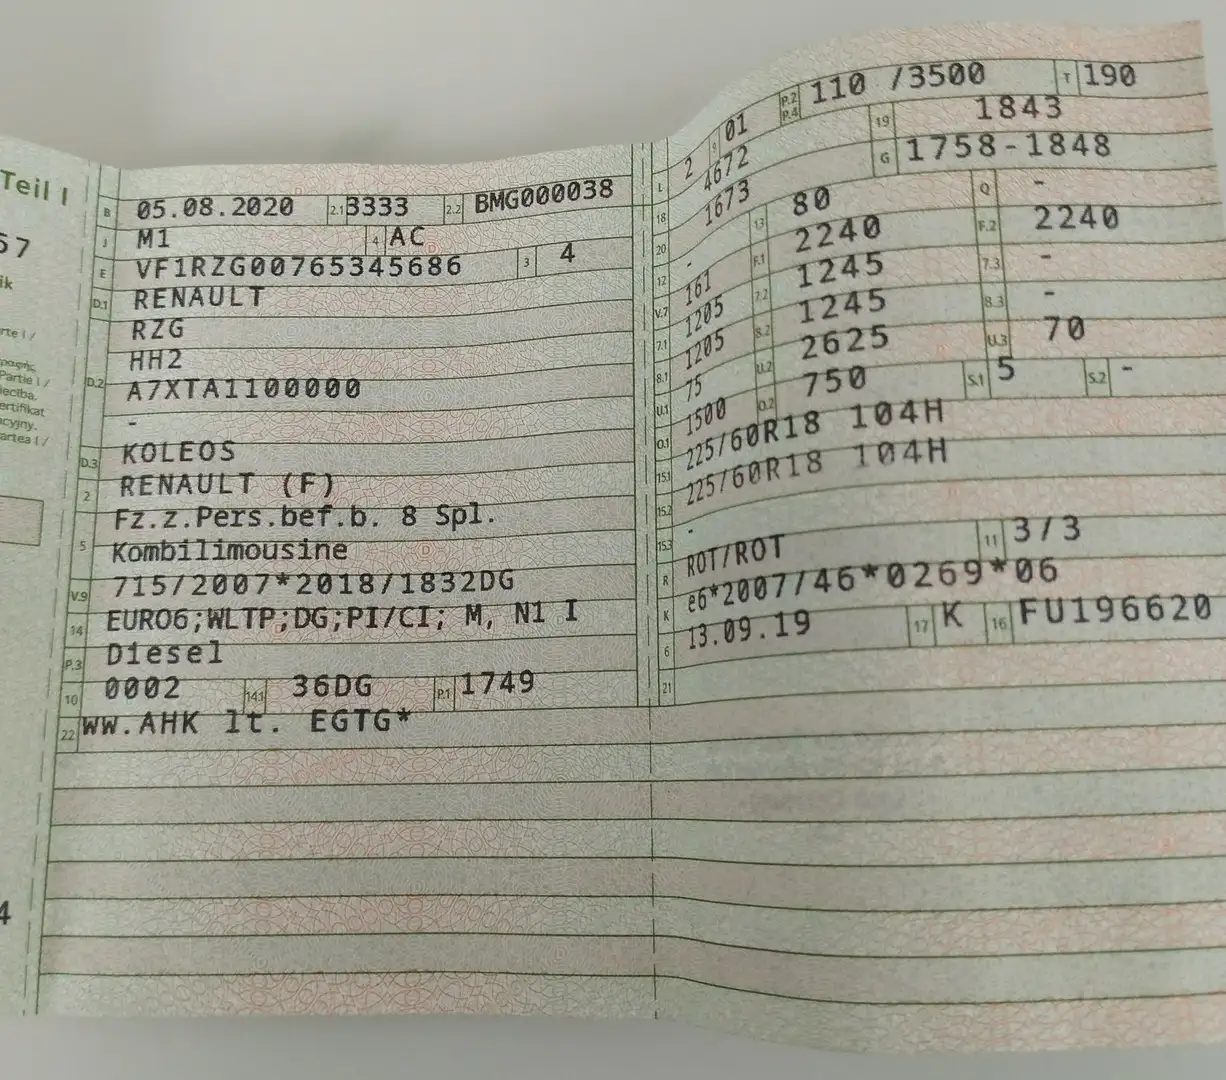 Teil I
57
ik
rte I /
Partie I /
ieciba.
ertifikat
acyjny.
artea I /
4
B 05.08.2020 2.1 3333 2.2 BMG000038
J M1 4 AC
E VF1RZG00765345686 3 4
D.1 RENAULT
RZG
HH2
D.2 A7XTA1100000
-
D.3 KOLEOS
2 RENAULT (F)
Fz.z.Pers.bef.b. 8 Spl.
5 Kombilimousine
V.9 715/2007*2018/1832DG
14 EURO6;WLTP;DG;PI/CI; M, N1 I
P.3 Diesel
10 0002 14.1 36DG P.1 1749
22 ww.AHK lt. EGTG*
L 2 9 01 P.2 P.4 110 /3500 T 190
18 4672 19 1843
20 1673 G 1758-1848
12 - 13 80 Q -
V.7 161 F.1 2240 F.2 2240
7.1 1205 7.2 1245 7.3 -
8.1 1205 8.2 1245 8.3 -
U.1 75 U.2 2625 U.3 70
O.1 1500 O.2 750 S.1 5 S.2 -
15.1 225/60R18 104H
15.2 225/60R18 104H
15.3 -
R ROT/ROT 11 3/3
K e6*2007/46*0269*06
6 13.09.19 17 K 16 FU196620
21